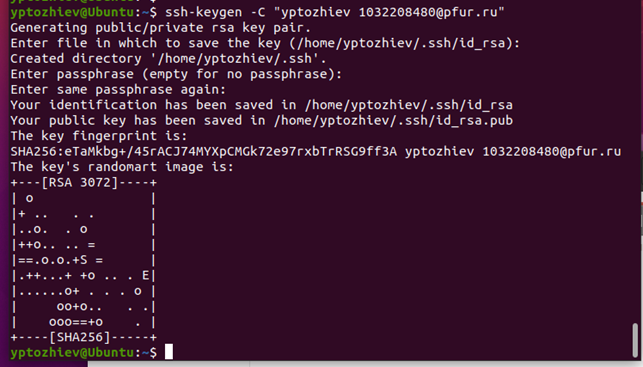 yptozhiev@Ubuntu:~$ ssh-keygen -C "yptozhiev 1032208480@pfur.ru"
Generating public/private rsa key pair.
Enter file in which to save the key (/home/yptozhiev/.ssh/id_rsa):
Created directory '/home/yptozhiev/.ssh'.
Enter passphrase (empty for no passphrase):
Enter same passphrase again:
Your identification has been saved in /home/yptozhiev/.ssh/id_rsa
Your public key has been saved in /home/yptozhiev/.ssh/id_rsa.pub
The key fingerprint is:
SHA256:eTaMkbg+/45rACJ74MYXpCMGk72e97rxbTrRSG9ff3A yptozhiev 1032208480@pfur.ru
The key's randomart image is:
+---[RSA 3072]----+
| o               |
|+ ..   . .       |
|..o.  . o        |
|++o.. .. =       |
|==.o.o.+S =      |
|.++...+ +o .. . E|
|......o+ . . . o |
|     oo+o..   . .|
|    ooo==+o    . |
+----[SHA256]-----+
yptozhiev@Ubuntu:~$